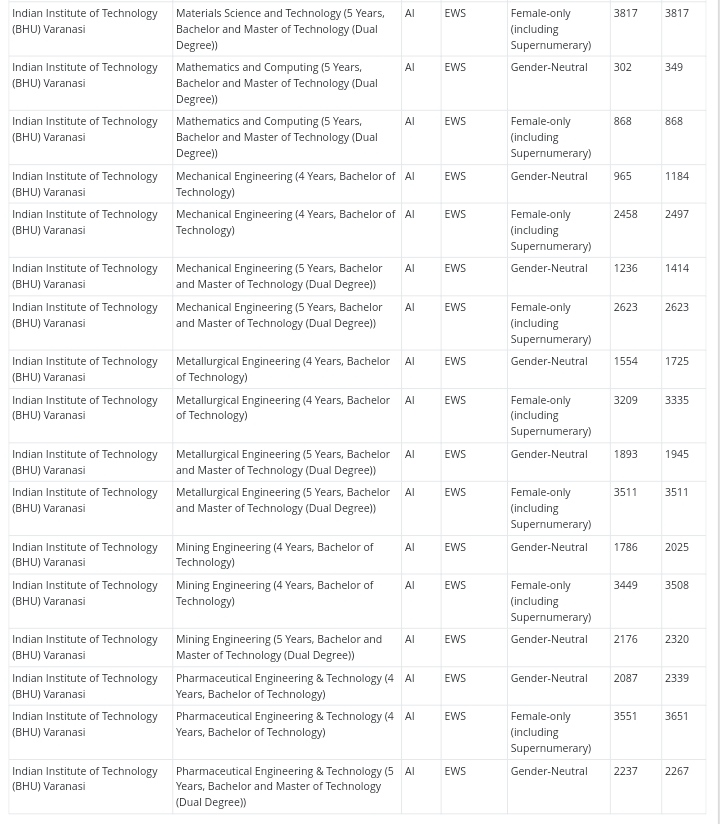 Indian Institute of Technology Materials Science and Technology (5 Years, AI EWS Female-only 3817 3817
(BHU) Varanasi Bachelor and Master of Technology (Dual (including
Degree)) Supernumerary)
Indian Institute of Technology Mathematics and Computing (5 Years, AI EWS Gender-Neutral 302 349
(BHU) Varanasi Bachelor and Master of Technology (Dual
Degree))
Indian Institute of Technology Mathematics and Computing (5 Years, AI EWS Female-only 868 868
(BHU) Varanasi Bachelor and Master of Technology (Dual (including
Degree)) Supernumerary)
Indian Institute of Technology Mechanical Engineering (4 Years, Bachelor of AI EWS Gender-Neutral 965 1184
(BHU) Varanasi Technology)
Indian Institute of Technology Mechanical Engineering (4 Years, Bachelor of AI EWS Female-only 2458 2497
(BHU) Varanasi Technology) (including
Supernumerary)
Indian Institute of Technology Mechanical Engineering (5 Years, Bachelor AI EWS Gender-Neutral 1236 1414
(BHU) Varanasi and Master of Technology (Dual Degree))
Indian Institute of Technology Mechanical Engineering (5 Years, Bachelor AI EWS Female-only 2623 2623
(BHU) Varanasi and Master of Technology (Dual Degree)) (including
Supernumerary)
Indian Institute of Technology Metallurgical Engineering (4 Years, Bachelor AI EWS Gender-Neutral 1554 1725
(BHU) Varanasi of Technology)
Indian Institute of Technology Metallurgical Engineering (4 Years, Bachelor AI EWS Female-only 3209 3335
(BHU) Varanasi of Technology) (including
Supernumerary)
Indian Institute of Technology Metallurgical Engineering (5 Years, Bachelor AI EWS Gender-Neutral 1893 1945
(BHU) Varanasi and Master of Technology (Dual Degree))
Indian Institute of Technology Metallurgical Engineering (5 Years, Bachelor AI EWS Female-only 3511 3511
(BHU) Varanasi and Master of Technology (Dual Degree)) (including
Supernumerary)
Indian Institute of Technology Mining Engineering (4 Years, Bachelor of AI EWS Gender-Neutral 1786 2025
(BHU) Varanasi Technology)
Indian Institute of Technology Mining Engineering (4 Years, Bachelor of AI EWS Female-only 3449 3508
(BHU) Varanasi Technology) (including
Supernumerary)
Indian Institute of Technology Mining Engineering (5 Years, Bachelor and AI EWS Gender-Neutral 2176 2320
(BHU) Varanasi Master of Technology (Dual Degree))
Indian Institute of Technology Pharmaceutical Engineering & Technology (4 AI EWS Gender-Neutral 2087 2339
(BHU) Varanasi Years, Bachelor of Technology)
Indian Institute of Technology Pharmaceutical Engineering & Technology (4 AI EWS Female-only 3551 3651
(BHU) Varanasi Years, Bachelor of Technology) (including
Supernumerary)
Indian Institute of Technology Pharmaceutical Engineering & Technology (5 AI EWS Gender-Neutral 2237 2267
(BHU) Varanasi Years, Bachelor and Master of Technology
(Dual Degree))